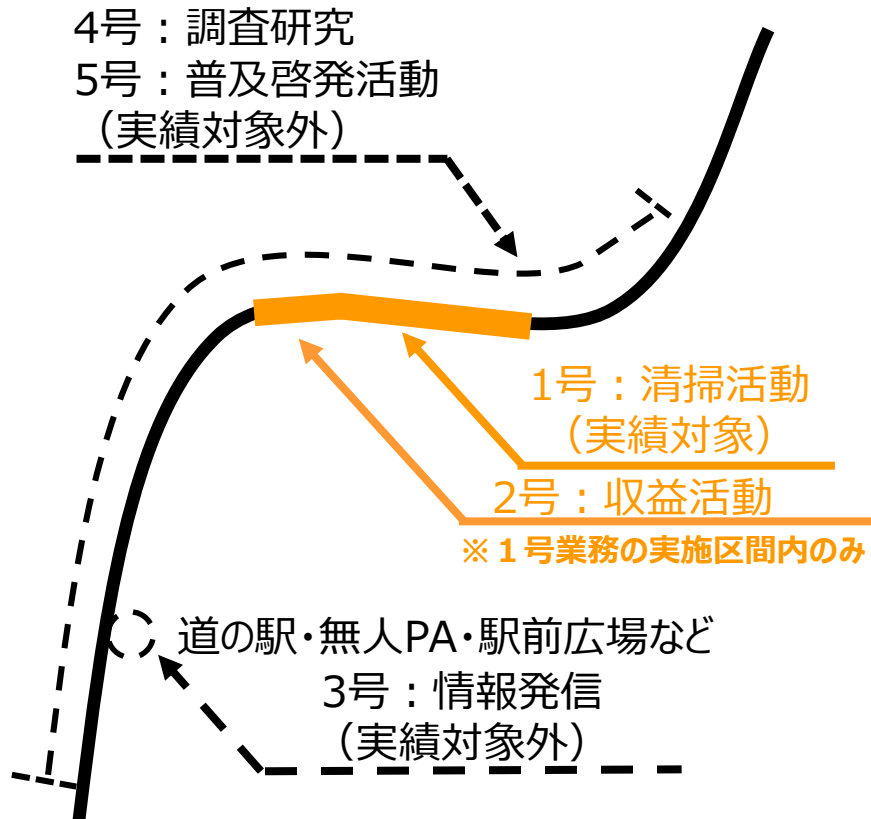 4号：調査研究
5号：普及啓発活動
（実績対象外）
1号：清掃活動
（実績対象）
2号：収益活動
※１号業務の実施区間内のみ
道の駅・無人PA・駅前広場など
3号：情報発信
（実績対象外）